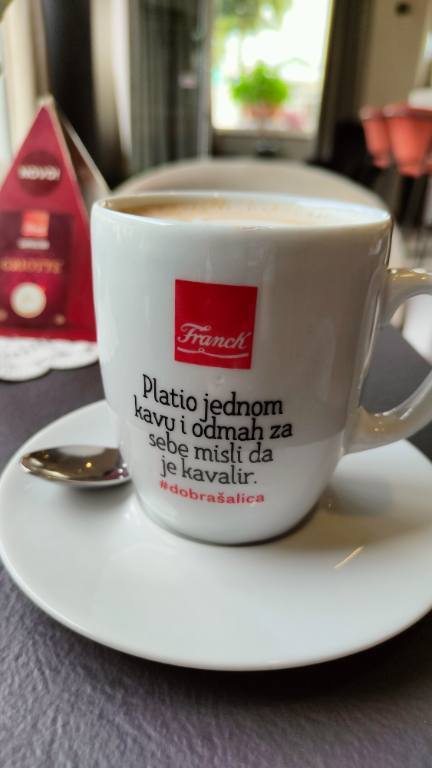 NOVO!
Franck
Platio jednom
kavu i odmah za
sebe misli da
je kavalir.
#dobrašalica